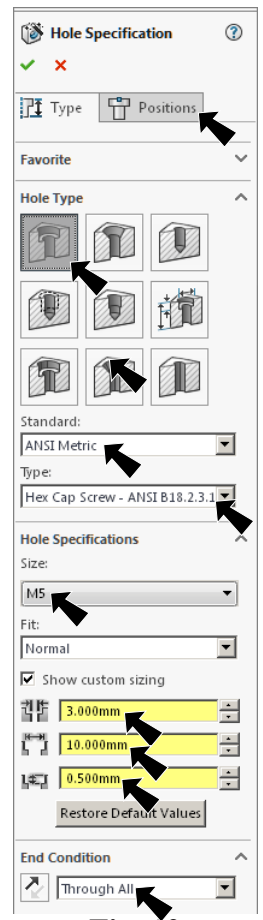 Hole Specification
Type
Positions
Favorite
Hole Type
Standard:
ANSI Metric
Type:
Hex Cap Screw - ANSI B18.2.3.1
Hole Specifications
Size:
M5
Fit:
Normal
Show custom sizing
3.000mm
10.000mm
0.500mm
Restore Default Values
End Condition
Through All